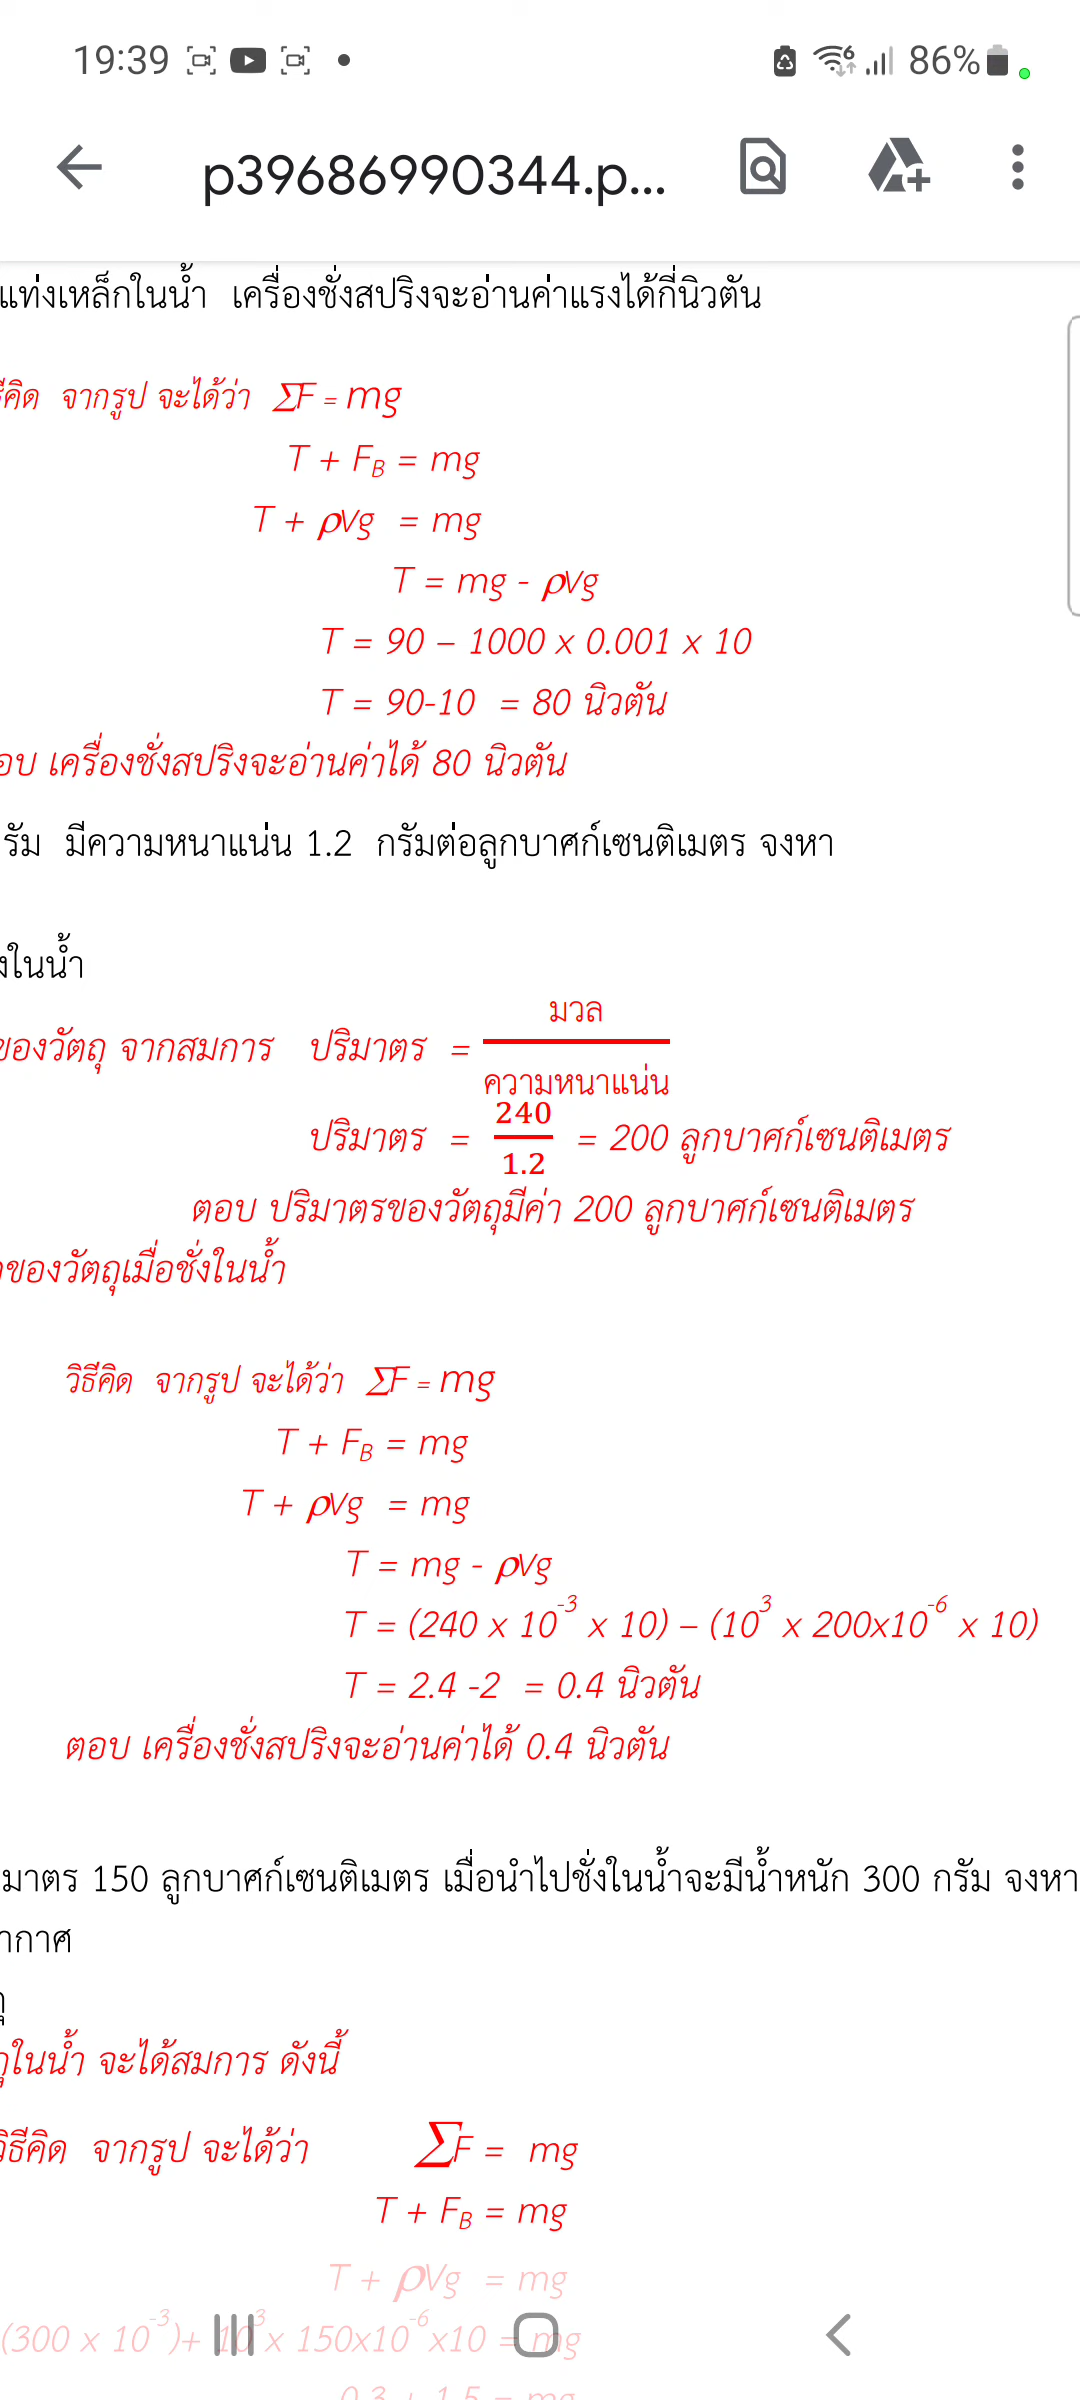 19:39 86%
p39686990344.p...
แท่งเหล็กในน้ำ เครื่องชั่งสปริงจะอ่านค่าแรงได้กี่นิวตัน
ธีคิด จากรูป จะได้ว่า ΣF = mg
T + F_B = mg
T + ρVg = mg
T = mg - ρVg
T = 90 – 1000 x 0.001 x 10
T = 90-10 = 80 นิวตัน
อบ เครื่องชั่งสปริงจะอ่านค่าได้ 80 นิวตัน
รัม มีความหนาแน่น 1.2 กรัมต่อลูกบาศก์เซนติเมตร จงหา
งในน้ำ
ของวัตถุ จากสมการ ปริมาตร = มวล / ความหนาแน่น
ปริมาตร = 240 / 1.2 = 200 ลูกบาศก์เซนติเมตร
ตอบ ปริมาตรของวัตถุมีค่า 200 ลูกบาศก์เซนติเมตร
ของวัตถุเมื่อชั่งในน้ำ
วิธีคิด จากรูป จะได้ว่า ΣF = mg
T + F_B = mg
T + ρVg = mg
T = mg - ρVg
T = (240 x 10⁻³ x 10) – (10³ x 200x10⁻⁶ x 10)
T = 2.4 -2 = 0.4 นิวตัน
ตอบ เครื่องชั่งสปริงจะอ่านค่าได้ 0.4 นิวตัน
มาตร 150 ลูกบาศก์เซนติเมตร เมื่อนำไปชั่งในน้ำจะมีน้ำหนัก 300 กรัม จงหา
ากาศ
ถุในน้ำ จะได้สมการ ดังนี้
วิธีคิด จากรูป จะได้ว่า ΣF = mg
T + F_B = mg
T + ρVg = mg
(300 x 10⁻³)+ 10³x 150x10⁻⁶x10 = mg